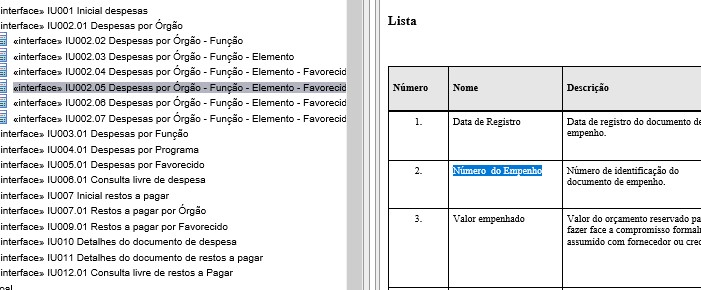 interface» IU001 Inicial despesas
interface» IU002.01 Despesas por Órgão
«interface» IU002.02 Despesas por Órgão - Função
«interface» IU002.03 Despesas por Órgão - Função - Elemento
«interface» IU002.04 Despesas por Órgão - Função - Elemento - Favorecid
«interface» IU002.05 Despesas por Órgão - Função - Elemento - Favorecid
«interface» IU002.06 Despesas por Órgão - Função - Elemento - Favorecid
«interface» IU002.07 Despesas por Órgão - Função - Elemento - Favorecid
interface» IU003.01 Despesas por Função
interface» IU004.01 Despesas por Programa
interface» IU005.01 Despesas por Favorecido
interface» IU006.01 Consulta livre de despesa
interface» IU007 Inicial restos a pagar
interface» IU007.01 Restos a pagar por Órgão
interface» IU009.01 Restos a pagar por Favorecido
interface» IU010 Detalhes do documento de despesa
interface» IU011 Detalhes do documento de restos a pagar
interface» IU012.01 Consulta livre de restos a Pagar
Lista
Número Nome Descrição
1. Data de Registro Data de registro do documento de
empenho.
2. Número do Empenho Número de identificação do
documento de empenho.
3. Valor empenhado Valor do orçamento reservado pa
fazer face a compromisso formal
assumido com fornecedor ou cre